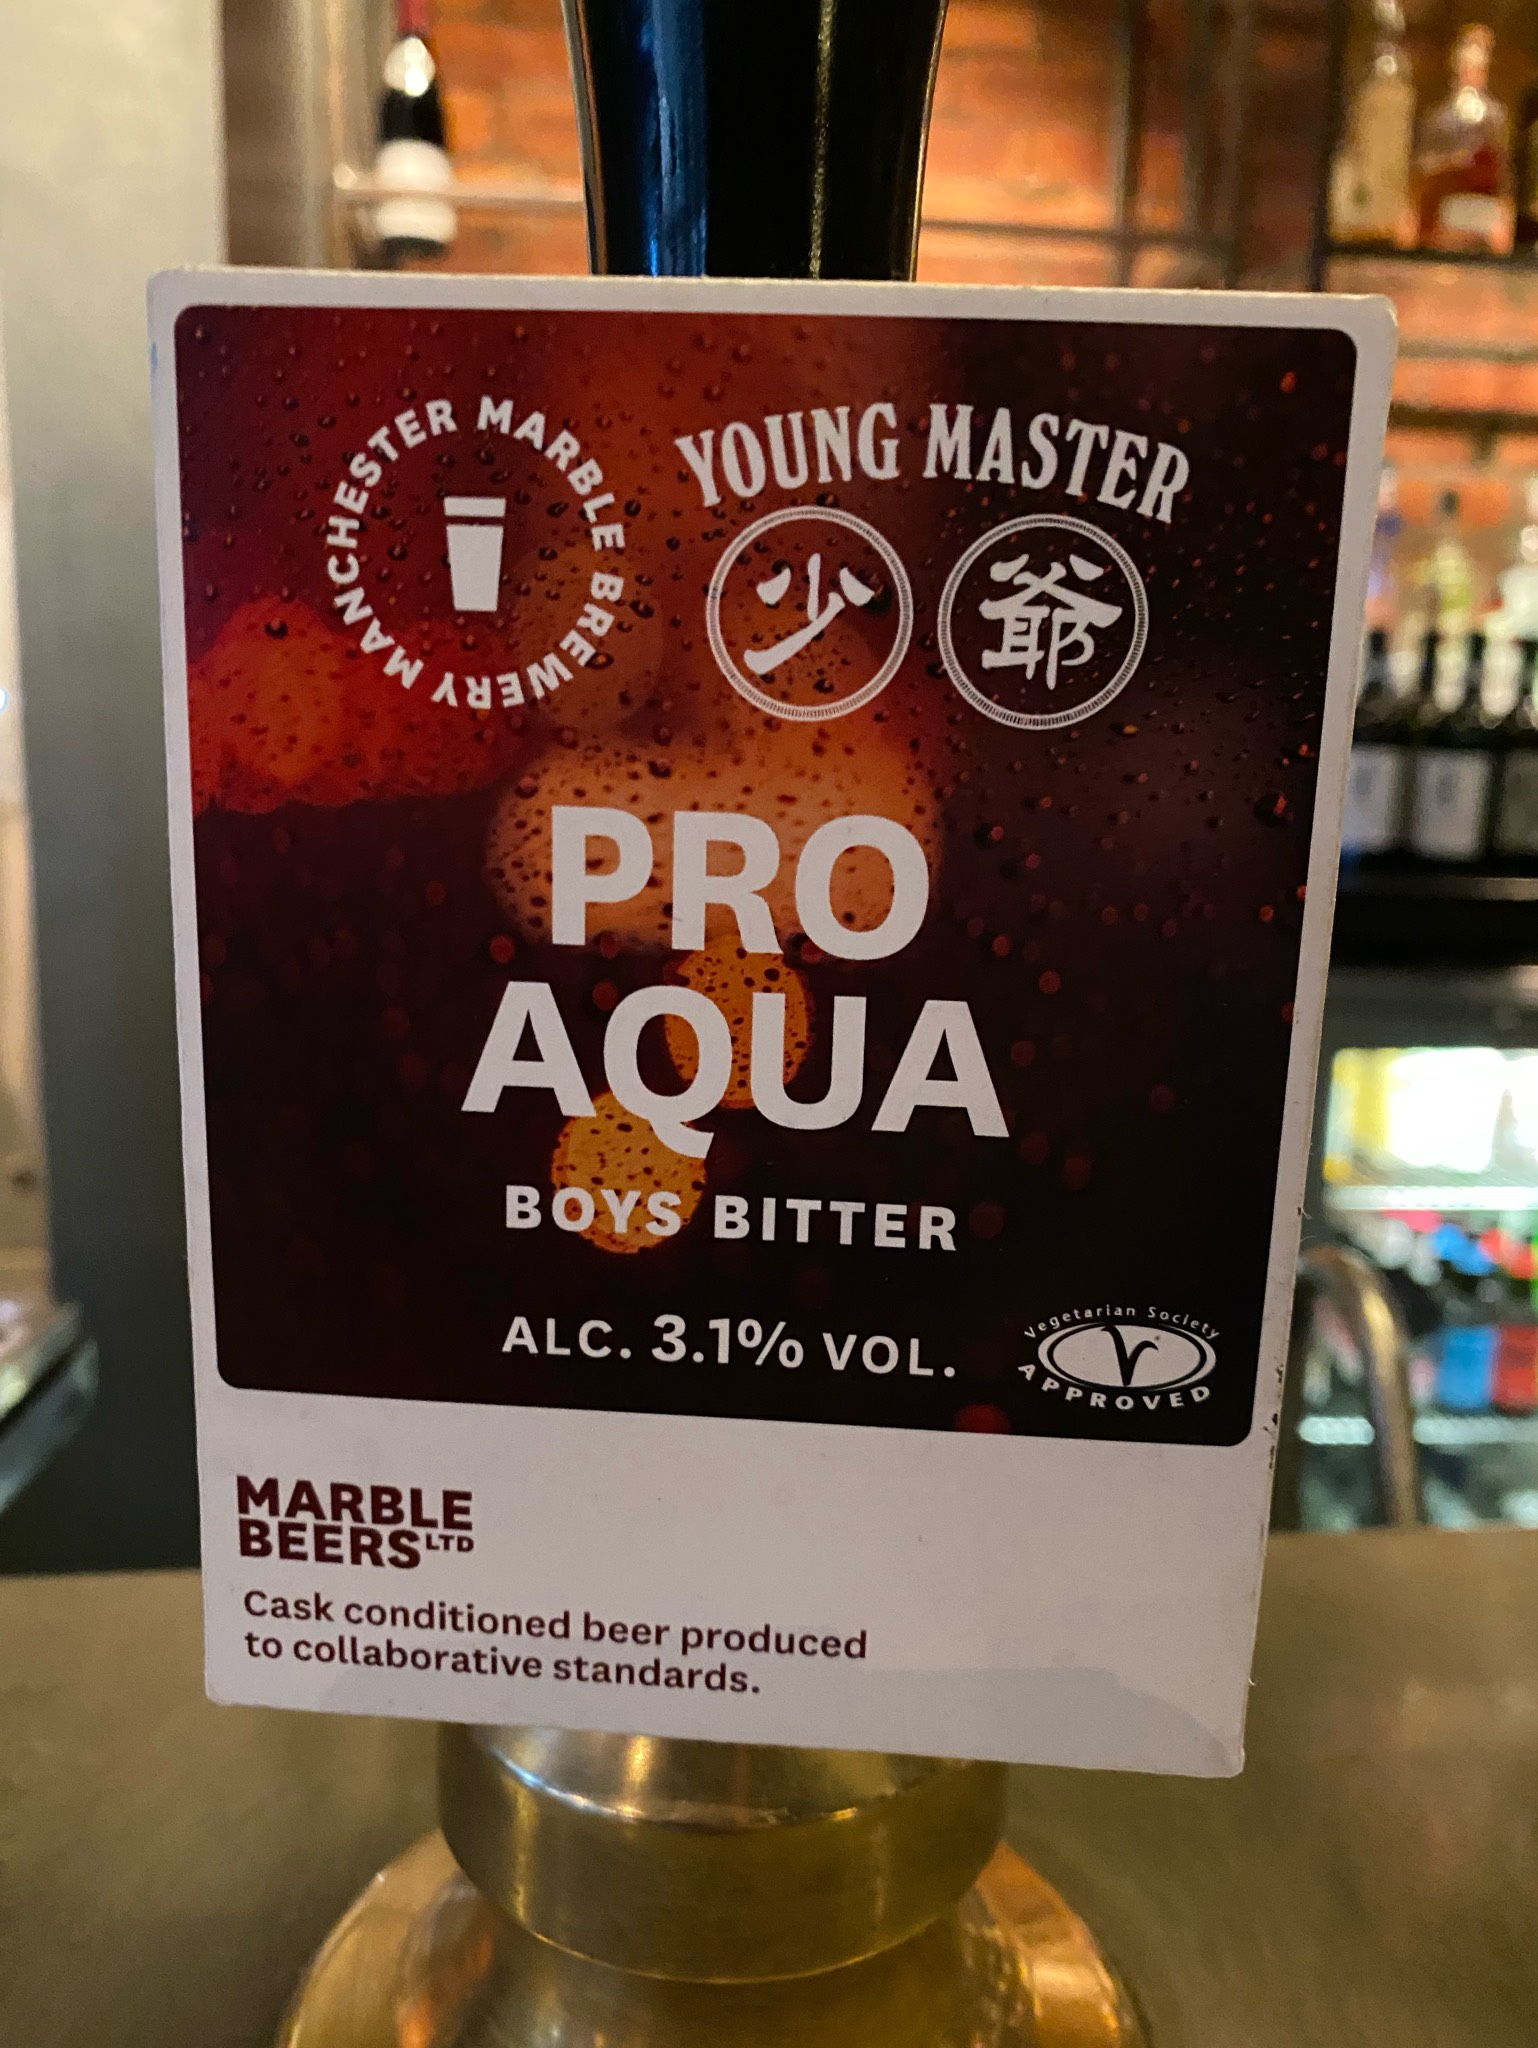 MANCHESTER MARBLE BREWERY
YOUNG MASTER
少爺
PRO
AQUA
BOYS BITTER
ALC. 3.1% VOL.
Vegetarian Society
APPROVED
MARBLE
BEERS LTD
Cask conditioned beer produced
to collaborative standards.